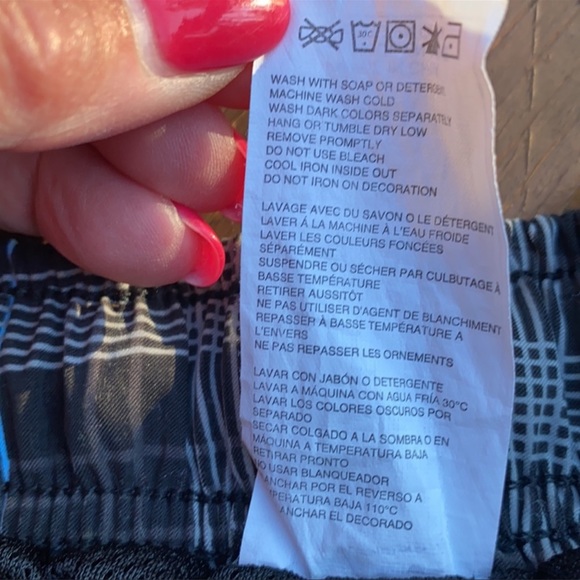 30°C
WASH WITH SOAP OR DETERGENT
MACHINE WASH COLD
WASH DARK COLORS SEPARATELY
HANG OR TUMBLE DRY LOW
REMOVE PROMPTLY
DO NOT USE BLEACH
COOL IRON INSIDE OUT
DO NOT IRON ON DECORATION
LAVAGE AVEC DU SAVON O LE DÉTERGENT
LAVER À LA MACHINE À L'EAU FROIDE
LAVER LES COULEURS FONCÉES
SÉPARÉMENT
SUSPENDRE OU SÉCHER PAR CULBUTAGE À
BASSE TEMPÉRATURE
RETIRER AUSSITÔT
NE PAS UTILISER D'AGENT DE BLANCHIMENT
REPASSER À BASSE TEMPÉRATURE A
L'ENVERS
NE PAS REPASSER LES ORNEMENTS
LAVAR CON JABÓN O DETERGENTE
LAVAR A MÁQUINA CON AGUA FRÍA 30°C
LAVAR LOS COLORES OSCUROS POR
SEPARADO
SECAR COLGADO A LA SOMBRA O EN
MÁQUINA A TEMPERATURA BAJA
RETIRAR PRONTO
NO USAR BLANQUEADOR
PLANCHAR POR EL REVERSO A
TEMPERATURA BAJA 110°C
PLANCHAR EL DECORADO